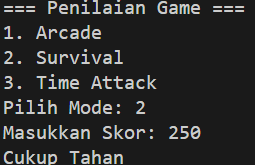 === Penilaian Game ===
1. Arcade
2. Survival
3. Time Attack
Pilih Mode: 2
Masukkan Skor: 250
Cukup Tahan